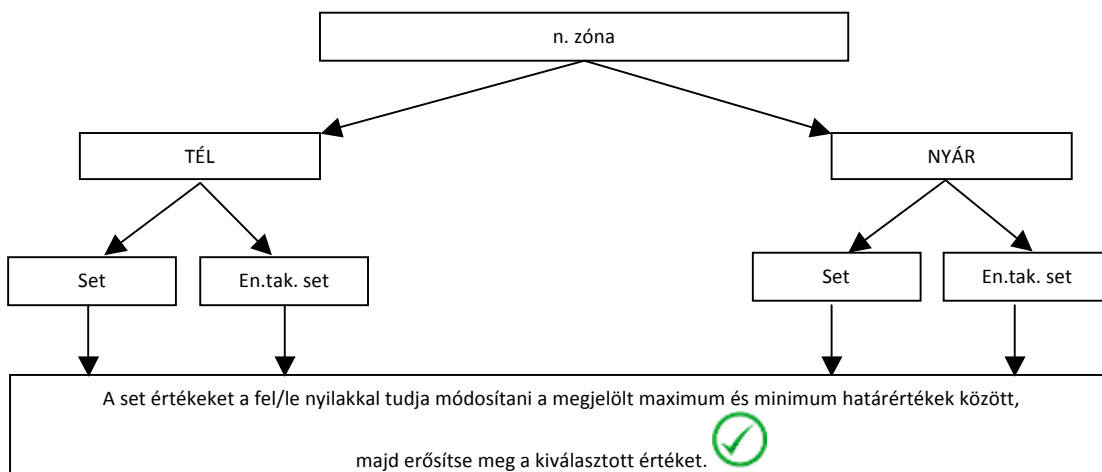 n. zóna
TÉL
NYÁR
Set
En.tak. set
Set
En.tak. set
A set értékeket a fel/le nyilakkal tudja módosítani a megjelölt maximum és minimum határértékek között,
majd erősítse meg a kiválasztott értéket.